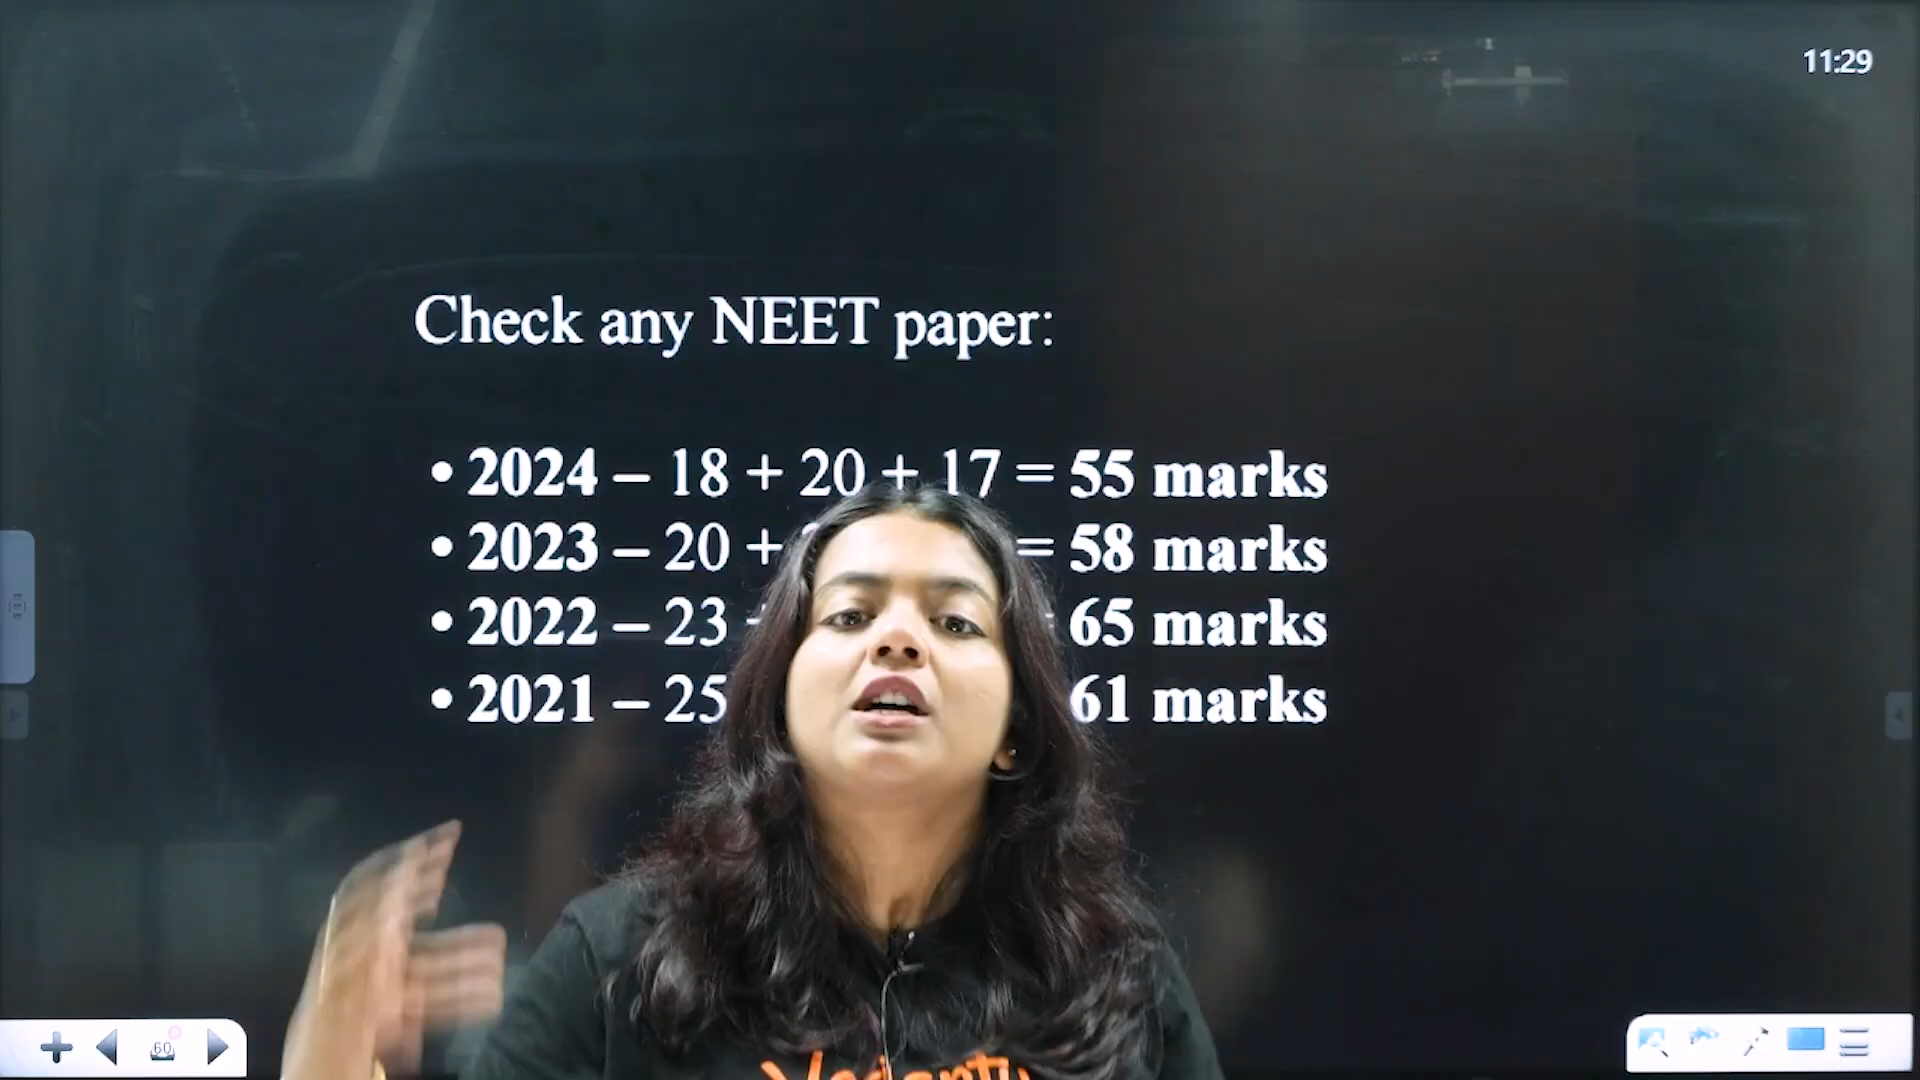 11:29
Check any NEET paper:
• 2024 – 18 + 20 + 17 = 55 marks
• 2023 – 20 + = 58 marks
• 2022 – 23 65 marks
• 2021 – 25 61 marks
60
Vedantu